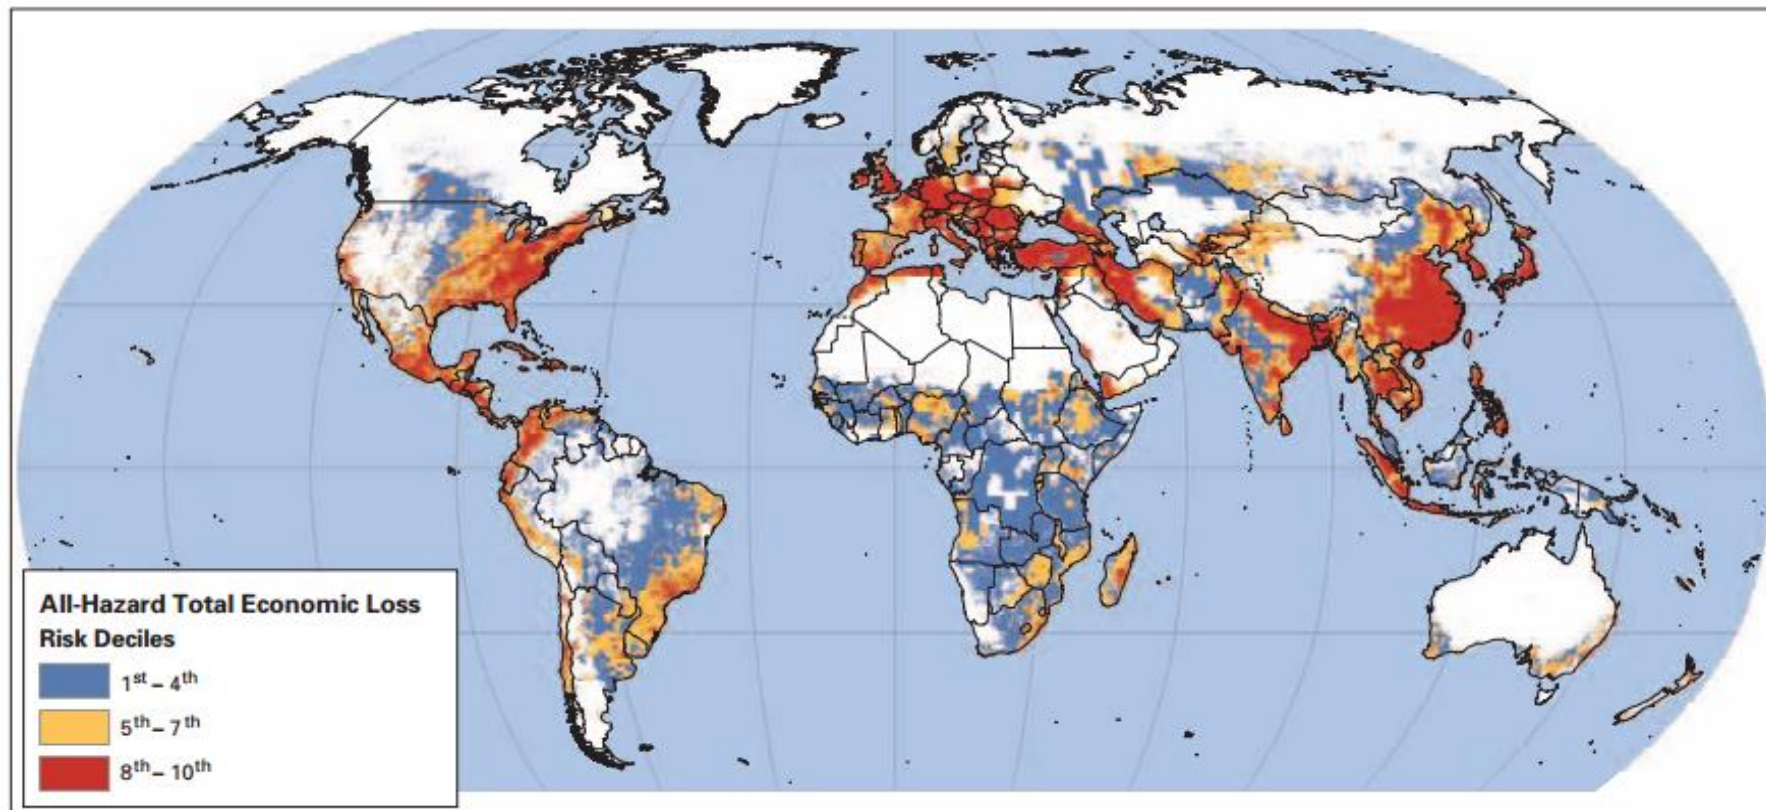 All-Hazard Total Economic Loss
Risk Deciles
1st – 4th
5th – 7th
8th – 10th